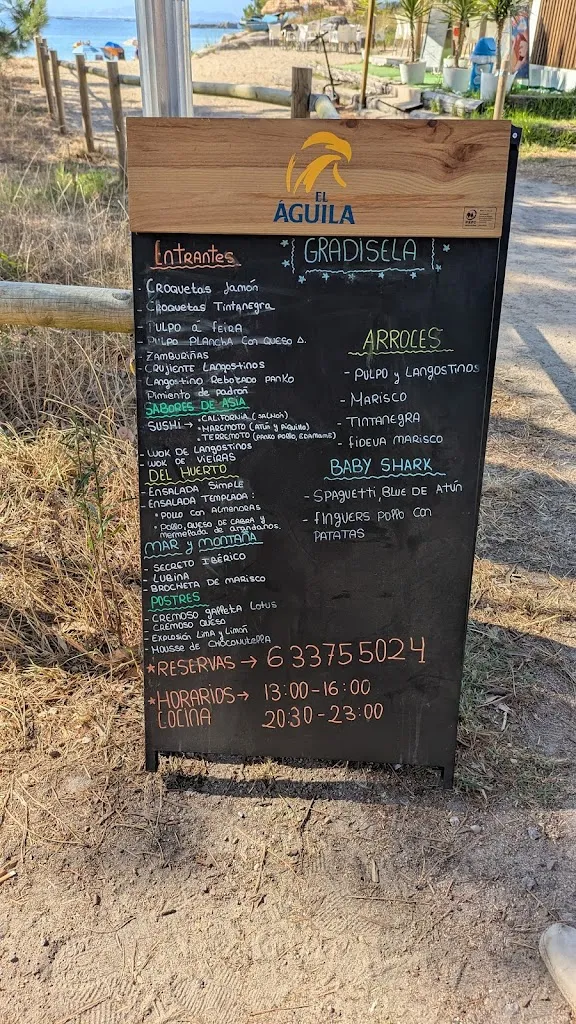 EL
ÁGUILA
GRADISELA
ENTRANTES
- CROQUETAS JAMÓN
- CROQUETAS TINTANEGRA
- PULPO A FEIRA
- PULPO PLANCHA CON QUESO A.
- ZAMBURIÑAS
- CRUJIENTE LANGOSTINOS
- LANGOSTINO REBOZADO PANKO
- Pimiento de padrón
SABORES DE ASIA
SUSHI → • CALIFORNIA (SALMÓN)
• MAREMOTO (ATÚN Y PIQUILLO)
• TERREMOTO (PANKO POLLO, EDAMAME)
- WOK DE LANGOSTINOS
- WOK DE VIEIRAS
DEL HUERTO
- ENSALADA SIMPLE
- ENSALADA TEMPLADA:
• POLLO CON ALMENDRAS
• POLLO, QUESO DE CABRA Y
mermelada de arandanos.
MAR Y MONTAÑA
- SECRETO IBÉRICO
- LUBINA
- BROCHETA DE MARISCO
POSTRES
- CREMOSO GALLETA LOTUS
- CREMOSO QUESO
- EXPLOSIÓN LIMA Y LIMÓN
- MOUSSE DE CHOCONUTELLA
ARROCES
- PULPO Y LANGOSTINOS
- MARISCO
- TINTANEGRA
- FIDEUA MARISCO
BABY SHARK
- SPAGUETTI, BLUE DE ATÚN
- FINGUERS POLLO CON
PATATAS
* RESERVAS → 633755024
* HORARIOS → 13:00-16:00
COCINA 20:30-23:00